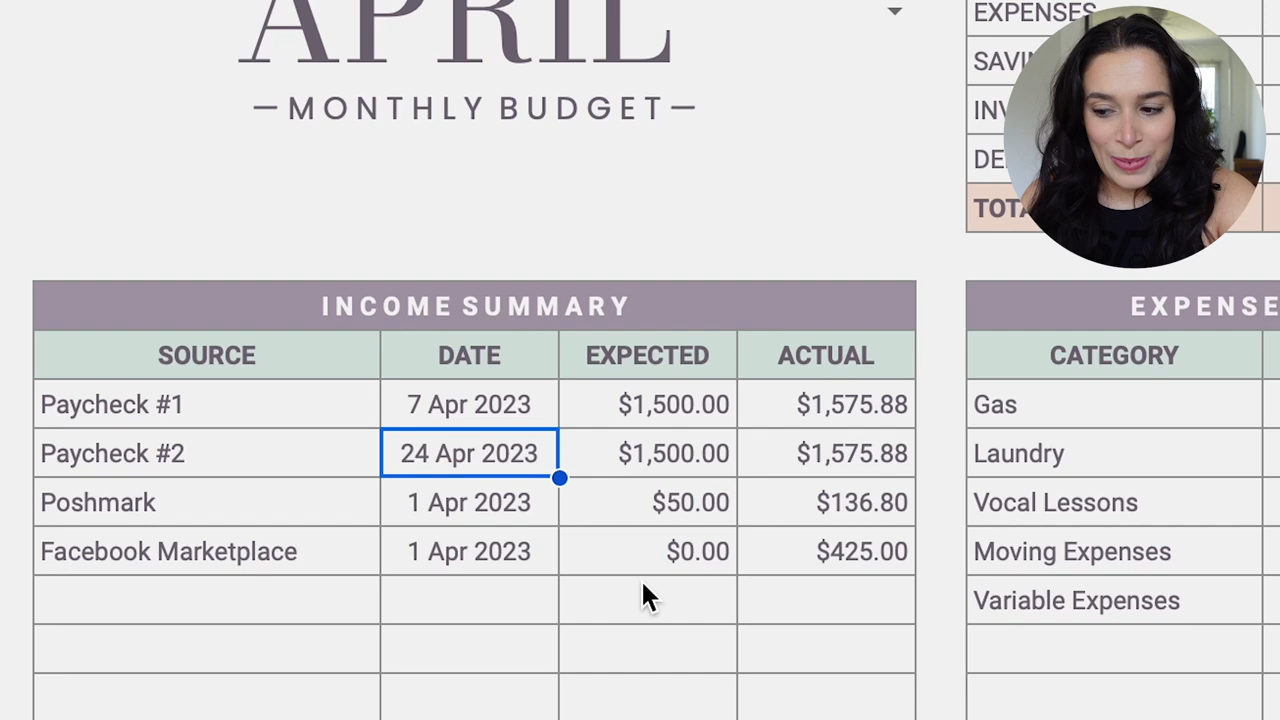 APRIL
—MONTHLY BUDGET—
EXPENSES
TOTA
INCOME SUMMARY
SOURCE DATE EXPECTED ACTUAL
Paycheck #1 7 Apr 2023 $1,500.00 $1,575.88
Paycheck #2 24 Apr 2023 $1,500.00 $1,575.88
Poshmark 1 Apr 2023 $50.00 $136.80
Facebook Marketplace 1 Apr 2023 $0.00 $425.00
EXPENSE
CATEGORY
Gas
Laundry
Vocal Lessons
Moving Expenses
Variable Expenses